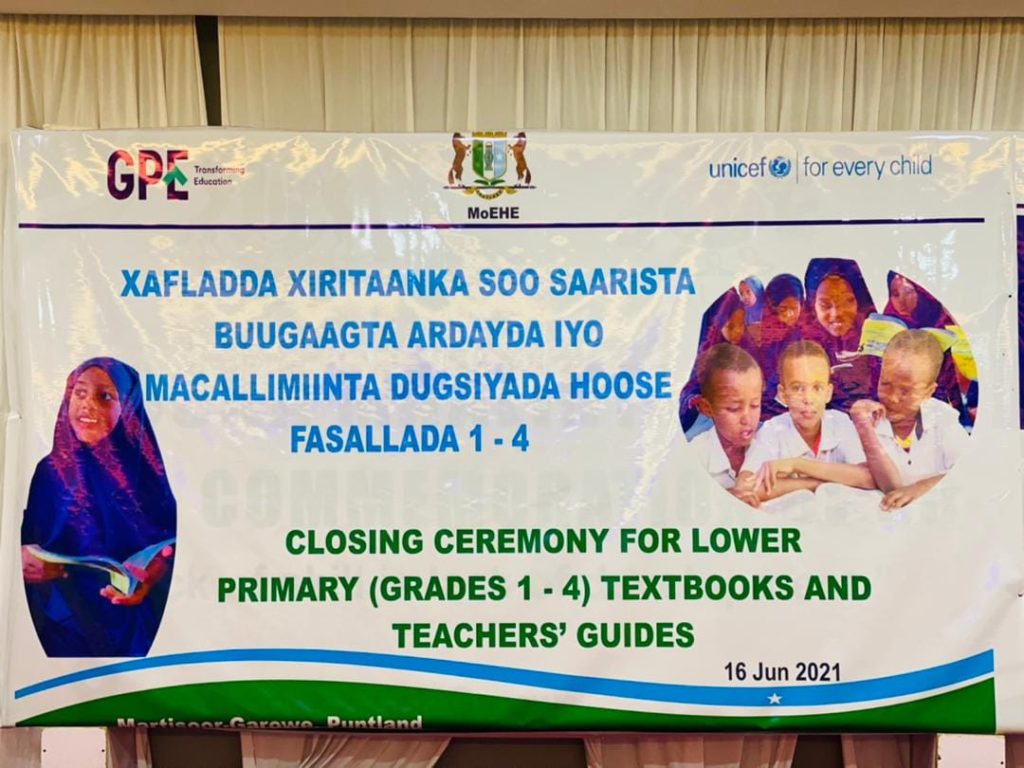 GPE Transforming Education
MoEHE
unicef for every child
XAFLADDA XIRITAANKA SOO SAARISTA
BUUGAAGTA ARDAYDA IYO
MACALLIMIINTA DUGSIYADA HOOSE
FASALLADA 1 - 4
CLOSING CEREMONY FOR LOWER
PRIMARY (GRADES 1 - 4) TEXTBOOKS AND
TEACHERS' GUIDES
16 Jun 2021
Martisoor-Garowe- Puntland